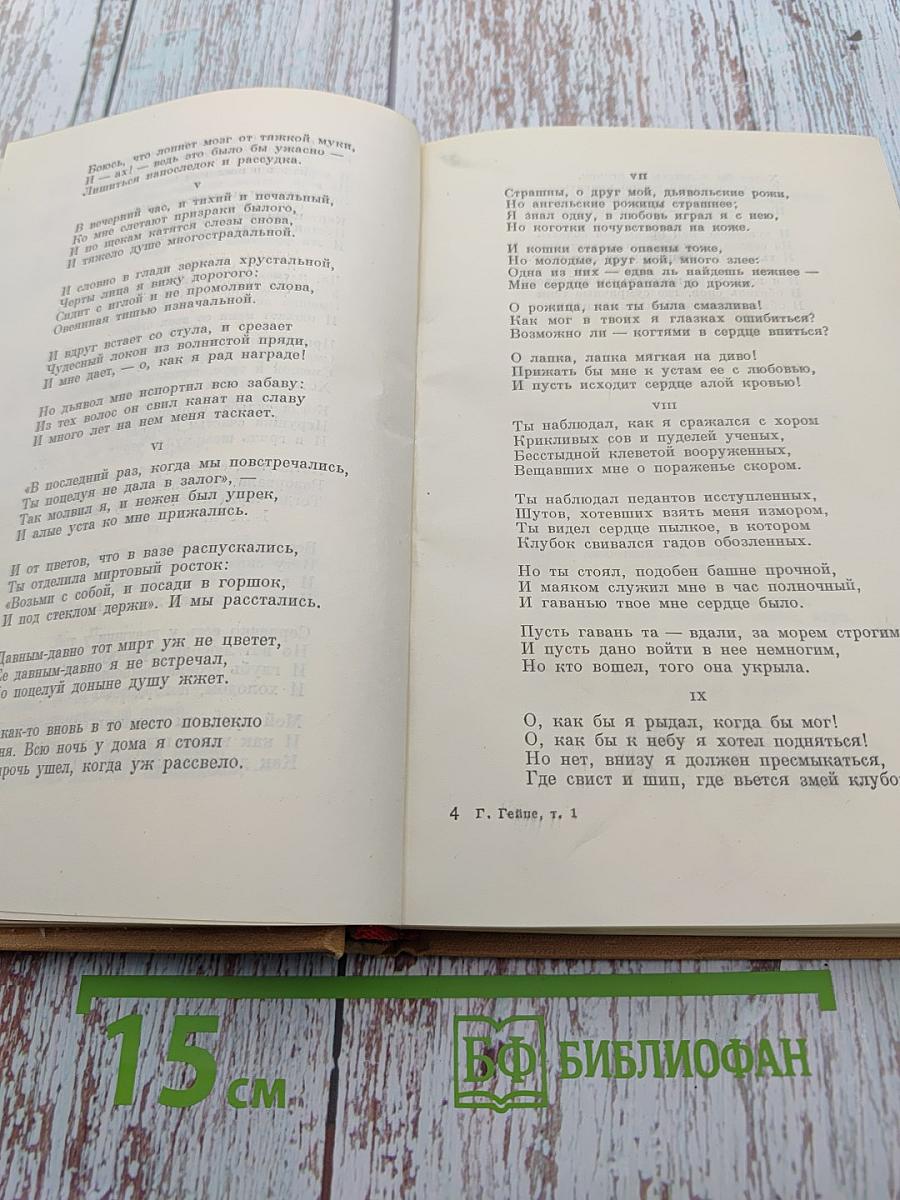 Боюсь, что лопнет мозг от тяжкой муки,
И — ах! — ведь это было бы ужасно —
Лишиться напоследок и рассудка.
V
В вечерний час, и тихий и печальный,
Ко мне слетают призраки былого,
И по щекам катятся слезы снова,
И тяжело душе многострадальной.
И словно в глади зеркала хрустальной,
Черты лица я вижу дорогого:
Сидит с иглой и не промолвит слова,
Овеянная тишью изначальной.
И вдруг встает со стула, и срезает
Чудесный локон из волнистой пряди,
И мне дает, — о, как я рад награде!
Но дьявол мне испортил всю забаву:
Из тех волос он свил канат на славу
И много лет на нем меня таскает.
VI
«В последний раз, когда мы повстречались,
Ты поцелуя не дала в залог», —
Так молвил я, и нежен был упрек,
И алые уста ко мне прижались.
И от цветов, что в вазе распускались,
Ты отделила миртовый росток:
«Возьми с собой, и посади в горшок,
И под стеклом держи». И мы расстались.
Давным-давно тот мирт уж не цветет,
Ее давным-давно я не встречал,
о поцелуй доныне душу жжет.
как-то вновь в то место повлекло
ня. Всю ночь у дома я стоял
прочь ушел, когда уж рассвело.
VII
Страшны, о друг мой, дьявольские рожи,
Но ангельские рожицы страшнее;
Я знал одну, в любовь играл я с нею,
Но коготки почувствовал на коже.
И кошки старые опасны тоже,
Но молодые, друг мой, много злее:
Одна из них — едва ль найдешь нежнее —
Мне сердце исцарапала до дрожи.
О рожица, как ты была смазлива!
Как мог в твоих я глазках ошибиться?
Возможно ли — когтями в сердце впиться?
О лапка, лапка мягкая на диво!
Прижать бы мне к устам ее с любовью,
И пусть исходит сердце алой кровью!
VIII
Ты наблюдал, как я сражался с хором
Крикливых сов и пуделей ученых,
Бесстыдной клеветой вооруженных,
Вещавших мне о пораженье скором.
Ты наблюдал педантов исступленных,
Шутов, хотевших взять меня измором,
Ты видел сердце пылкое, в котором
Клубок свивался гадов обозленных.
Но ты стоял, подобен башне прочной,
И маяком служил мне в час полночный,
И гаванью твое мне сердце было.
Пусть гавань та — вдали, за морем строгим
И пусть дано войти в нее немногим,
Но кто вошел, того она укрыла.
IX
О, как бы я рыдал, когда бы мог!
О, как бы к небу я хотел подняться!
Но нет, внизу я должен пресмыкаться,
Где свист и шип, где вьется змей клубо
4 Г. Гейне, т. 1
15 см
БФ БИБЛИОФАН